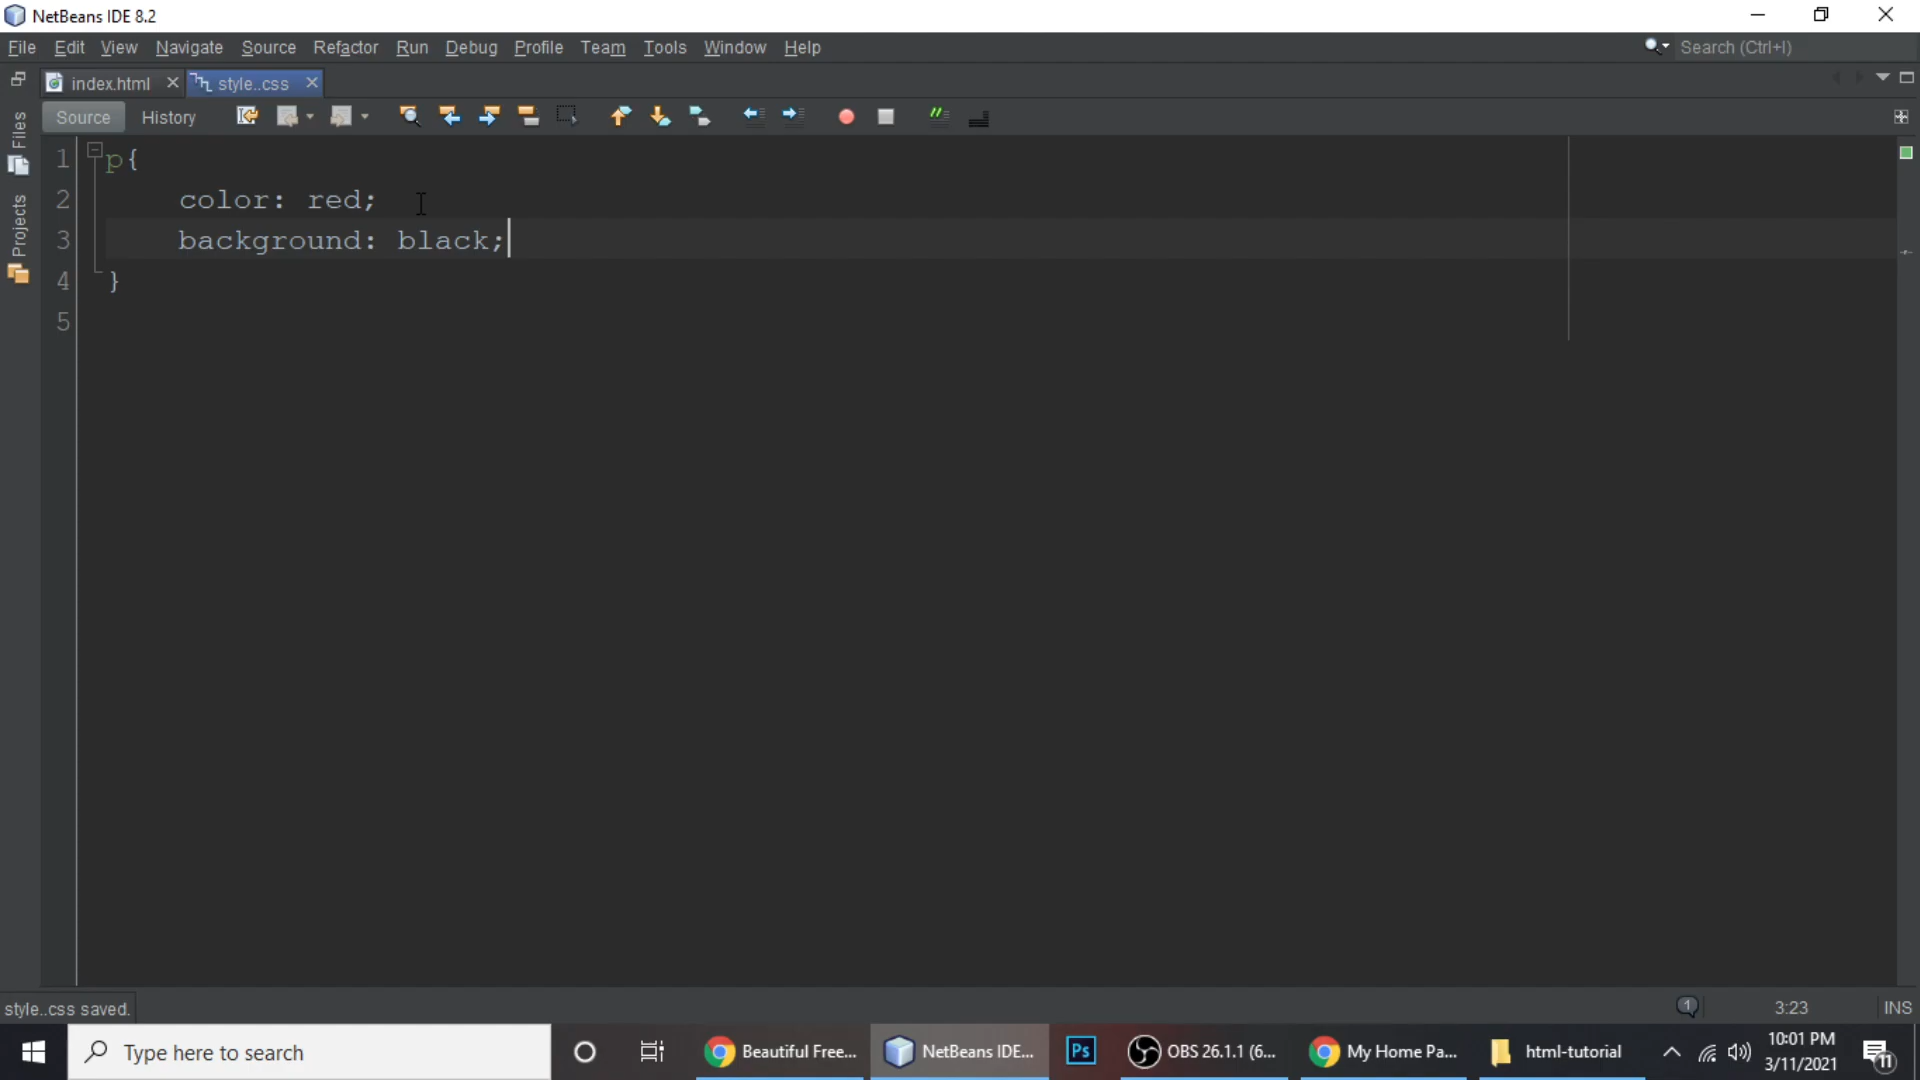 NetBeans IDE 8.2
File Edit View Navigate Source Refactor Run Debug Profile Team Tools Window Help Search (Ctrl+I)
index.html style..css
Source History
Files
Projects
1 p{
2 color: red;
3 background: black;
4 }
5
style..css saved. 1 3:23 INS
Type here to search Beautiful Free... NetBeans IDE... Ps OBS 26.1.1 (6... My Home Pa... html-tutorial 10:01 PM
3/11/2021 11